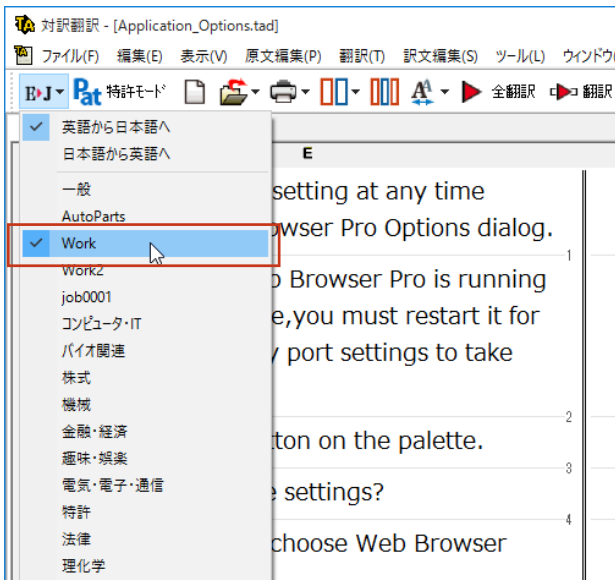 対訳翻訳 - [Application_Options.tad]
ファイル(F) 編集(E) 表示(V) 原文編集(P) 翻訳(T) 訳文編集(S) ツール(L) ウインドウ
E›J Pat 特許モード 全翻訳 翻訳
英語から日本語へ
日本語から英語へ
E
一般
setting at any time
AutoParts
owser Pro Options dialog.
Work
1
Work2
b Browser Pro is running
job0001
e,you must restart it for
コンピュータ・IT
バイオ関連
y port settings to take
株式
機械
2
金融・経済
tton on the palette.
趣味・娯楽
3
電気・電子・通信
e settings?
特許
4
法律
choose Web Browser
理化学